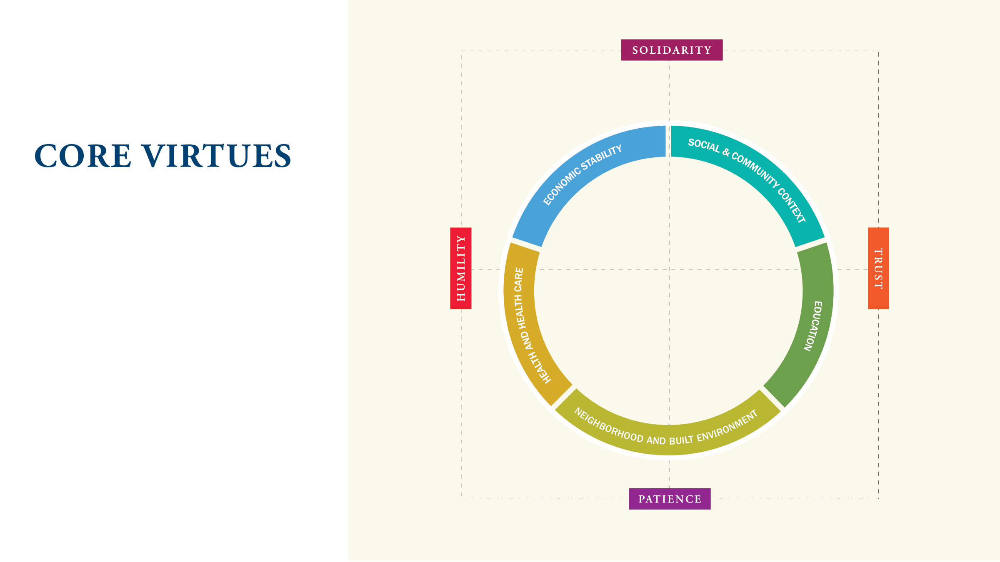 CORE VIRTUES
SOLIDARITY
ECONOMIC STABILITY
SOCIAL & COMMUNITY CONTEXT
HUMILITY
TRUST
HEALTH AND HEALTH CARE
EDUCATION
NEIGHBORHOOD AND BUILT ENVIRONMENT
PATIENCE